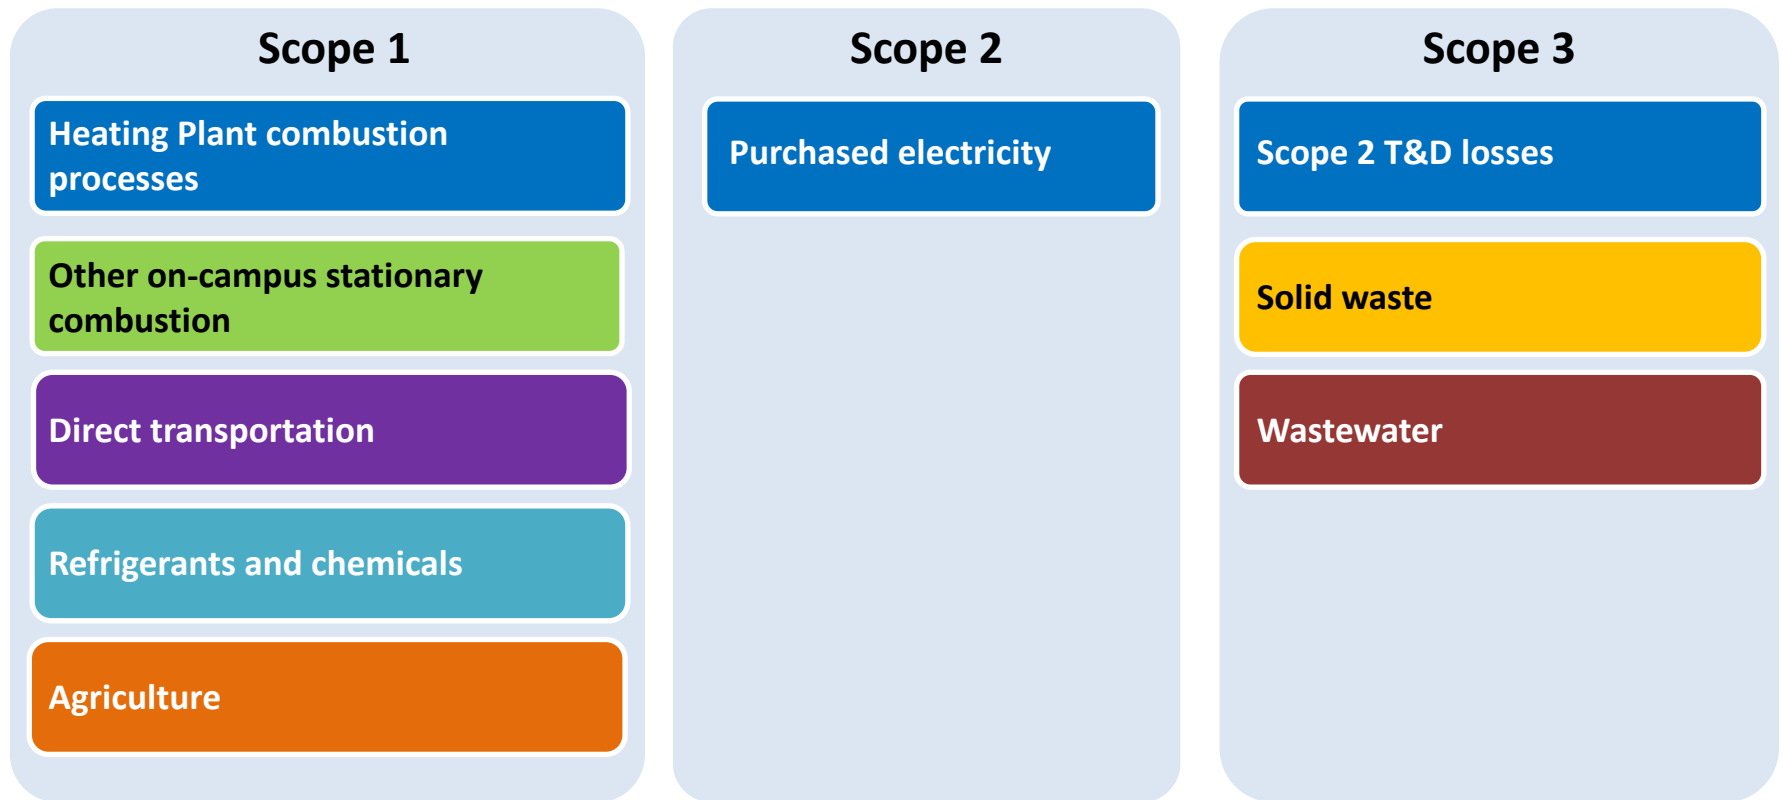 Scope 1
Heating Plant combustion
processes
Other on-campus stationary
combustion
Direct transportation
Refrigerants and chemicals
Agriculture
Scope 2
Purchased electricity
Scope 3
Scope 2 T&D losses
Solid waste
Wastewater